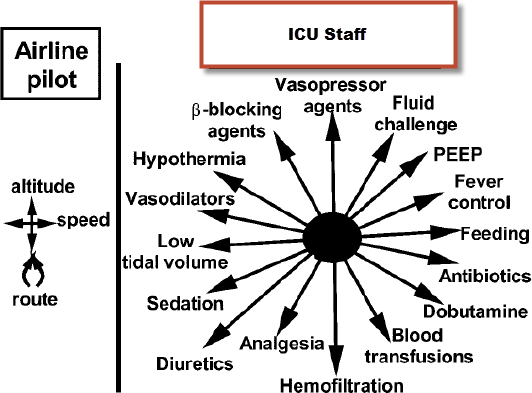 Airline
pilot
altitude
speed
route
ICU Staff
Vasopressor
agents
β-blocking
agents
Fluid
challenge
Hypothermia
PEEP
Vasodilators
Fever
control
Low
tidal volume
Feeding
Sedation
Antibiotics
Diuretics
Analgesia
Dobutamine
Blood
transfusions
Hemofiltration